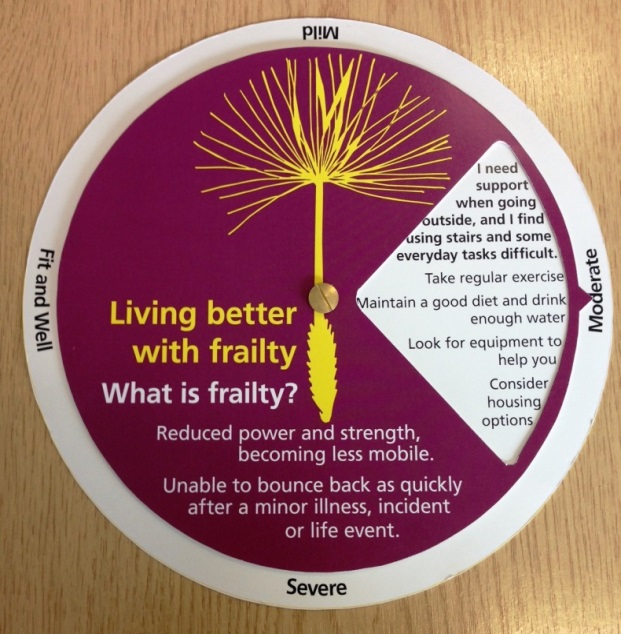 Mild
I need
support
when going
outside, and I find
using stairs and some
everyday tasks difficult.
Take regular exercise
Maintain a good diet and drink
enough water
Look for equipment to
help you
Consider
housing
options
Moderate
Fit and Well
Living better
with frailty
What is frailty?
Reduced power and strength,
becoming less mobile.
Unable to bounce back as quickly
after a minor illness, incident
or life event.
Severe